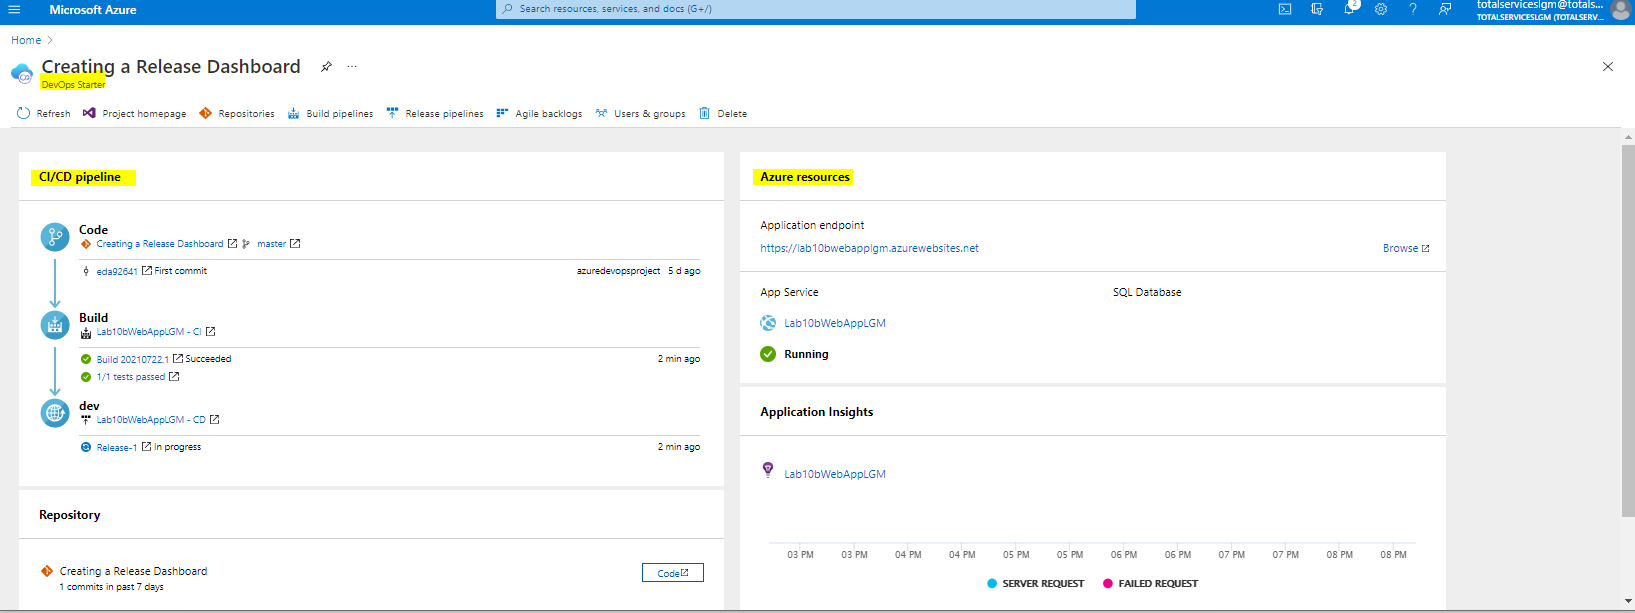 Microsoft Azure
Search resources, services, and docs (G+/)
2
totalserviceslgm@totals...
TOTALSERVICESLGM (TOTALSERV...
Home
Creating a Release Dashboard
...
DevOps Starter
Refresh
Project homepage
Repositories
Build pipelines
Release pipelines
Agile backlogs
Users & groups
Delete
CI/CD pipeline
Code
Creating a Release Dashboard
master
eda92641
First commit
azuredevopsproject
5 d ago
Build
Lab10bWebAppLGM - CI
Build 20210722.1
Succeeded
2 min ago
1/1 tests passed
dev
Lab10bWebAppLGM - CD
Release-1
In progress
2 min ago
Repository
Creating a Release Dashboard
1 commits in past 7 days
Code
Azure resources
Application endpoint
https://lab10bwebapplgm.azurewebsites.net
Browse
App Service
SQL Database
Lab10bWebAppLGM
Running
Application Insights
Lab10bWebAppLGM
03 PM
03 PM
04 PM
04 PM
05 PM
05 PM
06 PM
06 PM
07 PM
07 PM
08 PM
08 PM
SERVER REQUEST
FAILED REQUEST